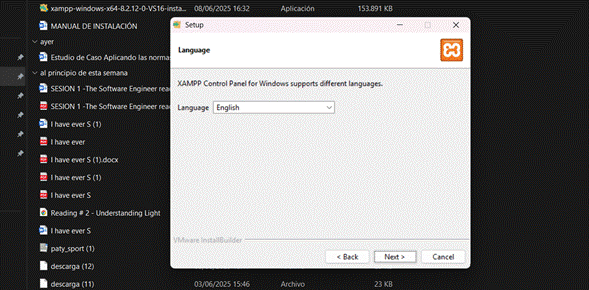 xampp-windows-x64-8.2.12-0-VS16-insta... 08/06/2025 16:32 Aplicación 153.891 KB
MANUAL DE INSTALACIÓN
ayer
Estudio de Caso Aplicando las normas
al principio de esta semana
SESION 1 -The Software Engineer rea
SESION 1 -The Software Engineer rea
I have ever S (1)
I have ever
I have ever S (1).docx
I have ever S (1)
I have ever S
Reading # 2 - Understanding Light
I have ever S
paty_sport (1)
descarga (12)
descarga (11) 03/06/2025 15:46 Archivo 23 KB
Setup
Language
XAMPP Control Panel for Windows supports different languages.
Language English
VMware InstallBuilder
< Back Next > Cancel